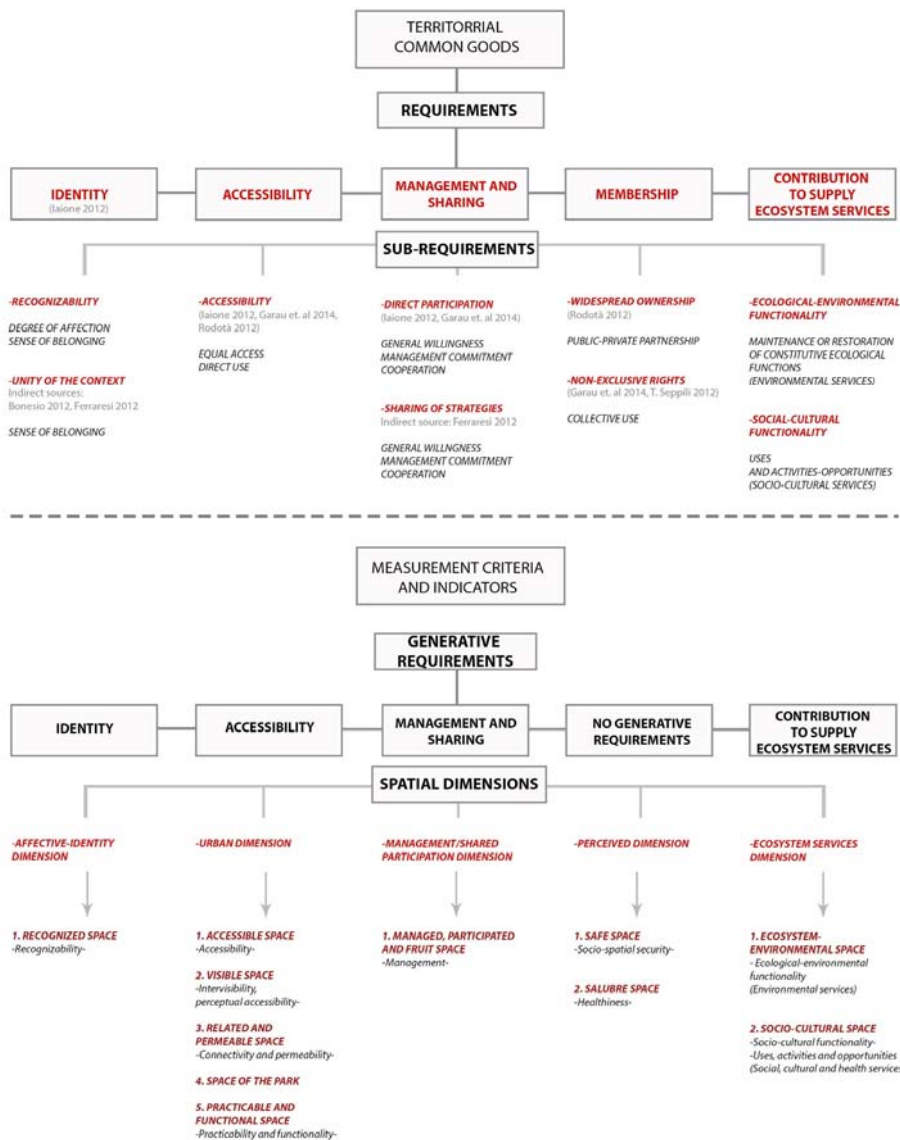 TERRITORRIAL
COMMON GOODS
REQUIREMENTS
IDENTITY
(Iaione 2012)
ACCESSIBILITY
MANAGEMENT AND
SHARING
MEMBERSHIP
CONTRIBUTION
TO SUPPLY
ECOSYSTEM SERVICES
SUB-REQUIREMENTS
-RECOGNIZABILITY
DEGREE OF AFFECTION
SENSE OF BELONGING
-UNITY OF THE CONTEXT
Indirect sources:
Bonesio 2012, Ferraresi 2012
SENSE OF BELONGING
-ACCESSIBILITY
(Iaione 2012, Garau et. al 2014,
Rodotà 2012)
EQUAL ACCESS
DIRECT USE
-DIRECT PARTICIPATION
(Iaione 2012, Garau et. al 2014)
GENERAL WILLINGNESS
MANAGEMENT COMMITMENT
COOPERATION
-SHARING OF STRATEGIES
Indirect source: Ferraresi 2012
GENERAL WILLNGNESS
MANAGEMENT COMMITMENT
COOPERATION
-WIDESPREAD OWNERSHIP
(Rodotà 2012)
PUBLIC-PRIVATE PARTNERSHIP
-NON-EXCLUSIVE RIGHTS
(Garau et. al 2014, T. Seppili 2012)
COLLECTIVE USE
-ECOLOGICAL-ENVIRONMENTAL
FUNCTIONALITY
MAINTENANCE OR RESTORATION
OF CONSTITUTIVE ECOLOGICAL
FUNCTIONS
(ENVIRONMENTAL SERVICES)
-SOCIAL-CULTURAL
FUNCTIONALITY
USES
AND ACTIVITIES-OPPORTUNITIES
(SOCIO-CULTURAL SERVICES)
MEASUREMENT CRITERIA
AND INDICATORS
GENERATIVE
REQUIREMENTS
IDENTITY
ACCESSIBILITY
MANAGEMENT AND
SHARING
NO GENERATIVE
REQUIREMENTS
CONTRIBUTION
TO SUPPLY
ECOSYSTEM SERVICES
SPATIAL DIMENSIONS
-AFFECTIVE-IDENTITY
DIMENSION
-URBAN DIMENSION
-MANAGEMENT/SHARED
PARTICIPATION DIMENSION
-PERCEIVED DIMENSION
-ECOSYSTEM SERVICES
DIMENSION
1. RECOGNIZED SPACE
-Recognizability-
1. ACCESSIBLE SPACE
-Accessibility-
2. VISIBLE SPACE
-Intervisibility,
perceptual accessibility-
3. RELATED AND
PERMEABLE SPACE
-Connectivity and permeability-
4. SPACE OF THE PARK
5. PRACTICABLE AND
FUNCTIONAL SPACE
-Practicability and functionality-
1. MANAGED, PARTICIPATED
AND FRUIT SPACE
-Management-
1. SAFE SPACE
-Socio-spatial security-
2. SALUBRE SPACE
-Healthiness-
1. ECOSYSTEM-
ENVIRONMENTAL SPACE
- Ecological-environmental
functionality
(Environmental services)
2. SOCIO-CULTURAL SPACE
-Socio-cultural functionality-
-Uses, activities and opportunities
(Social, cultural and health service